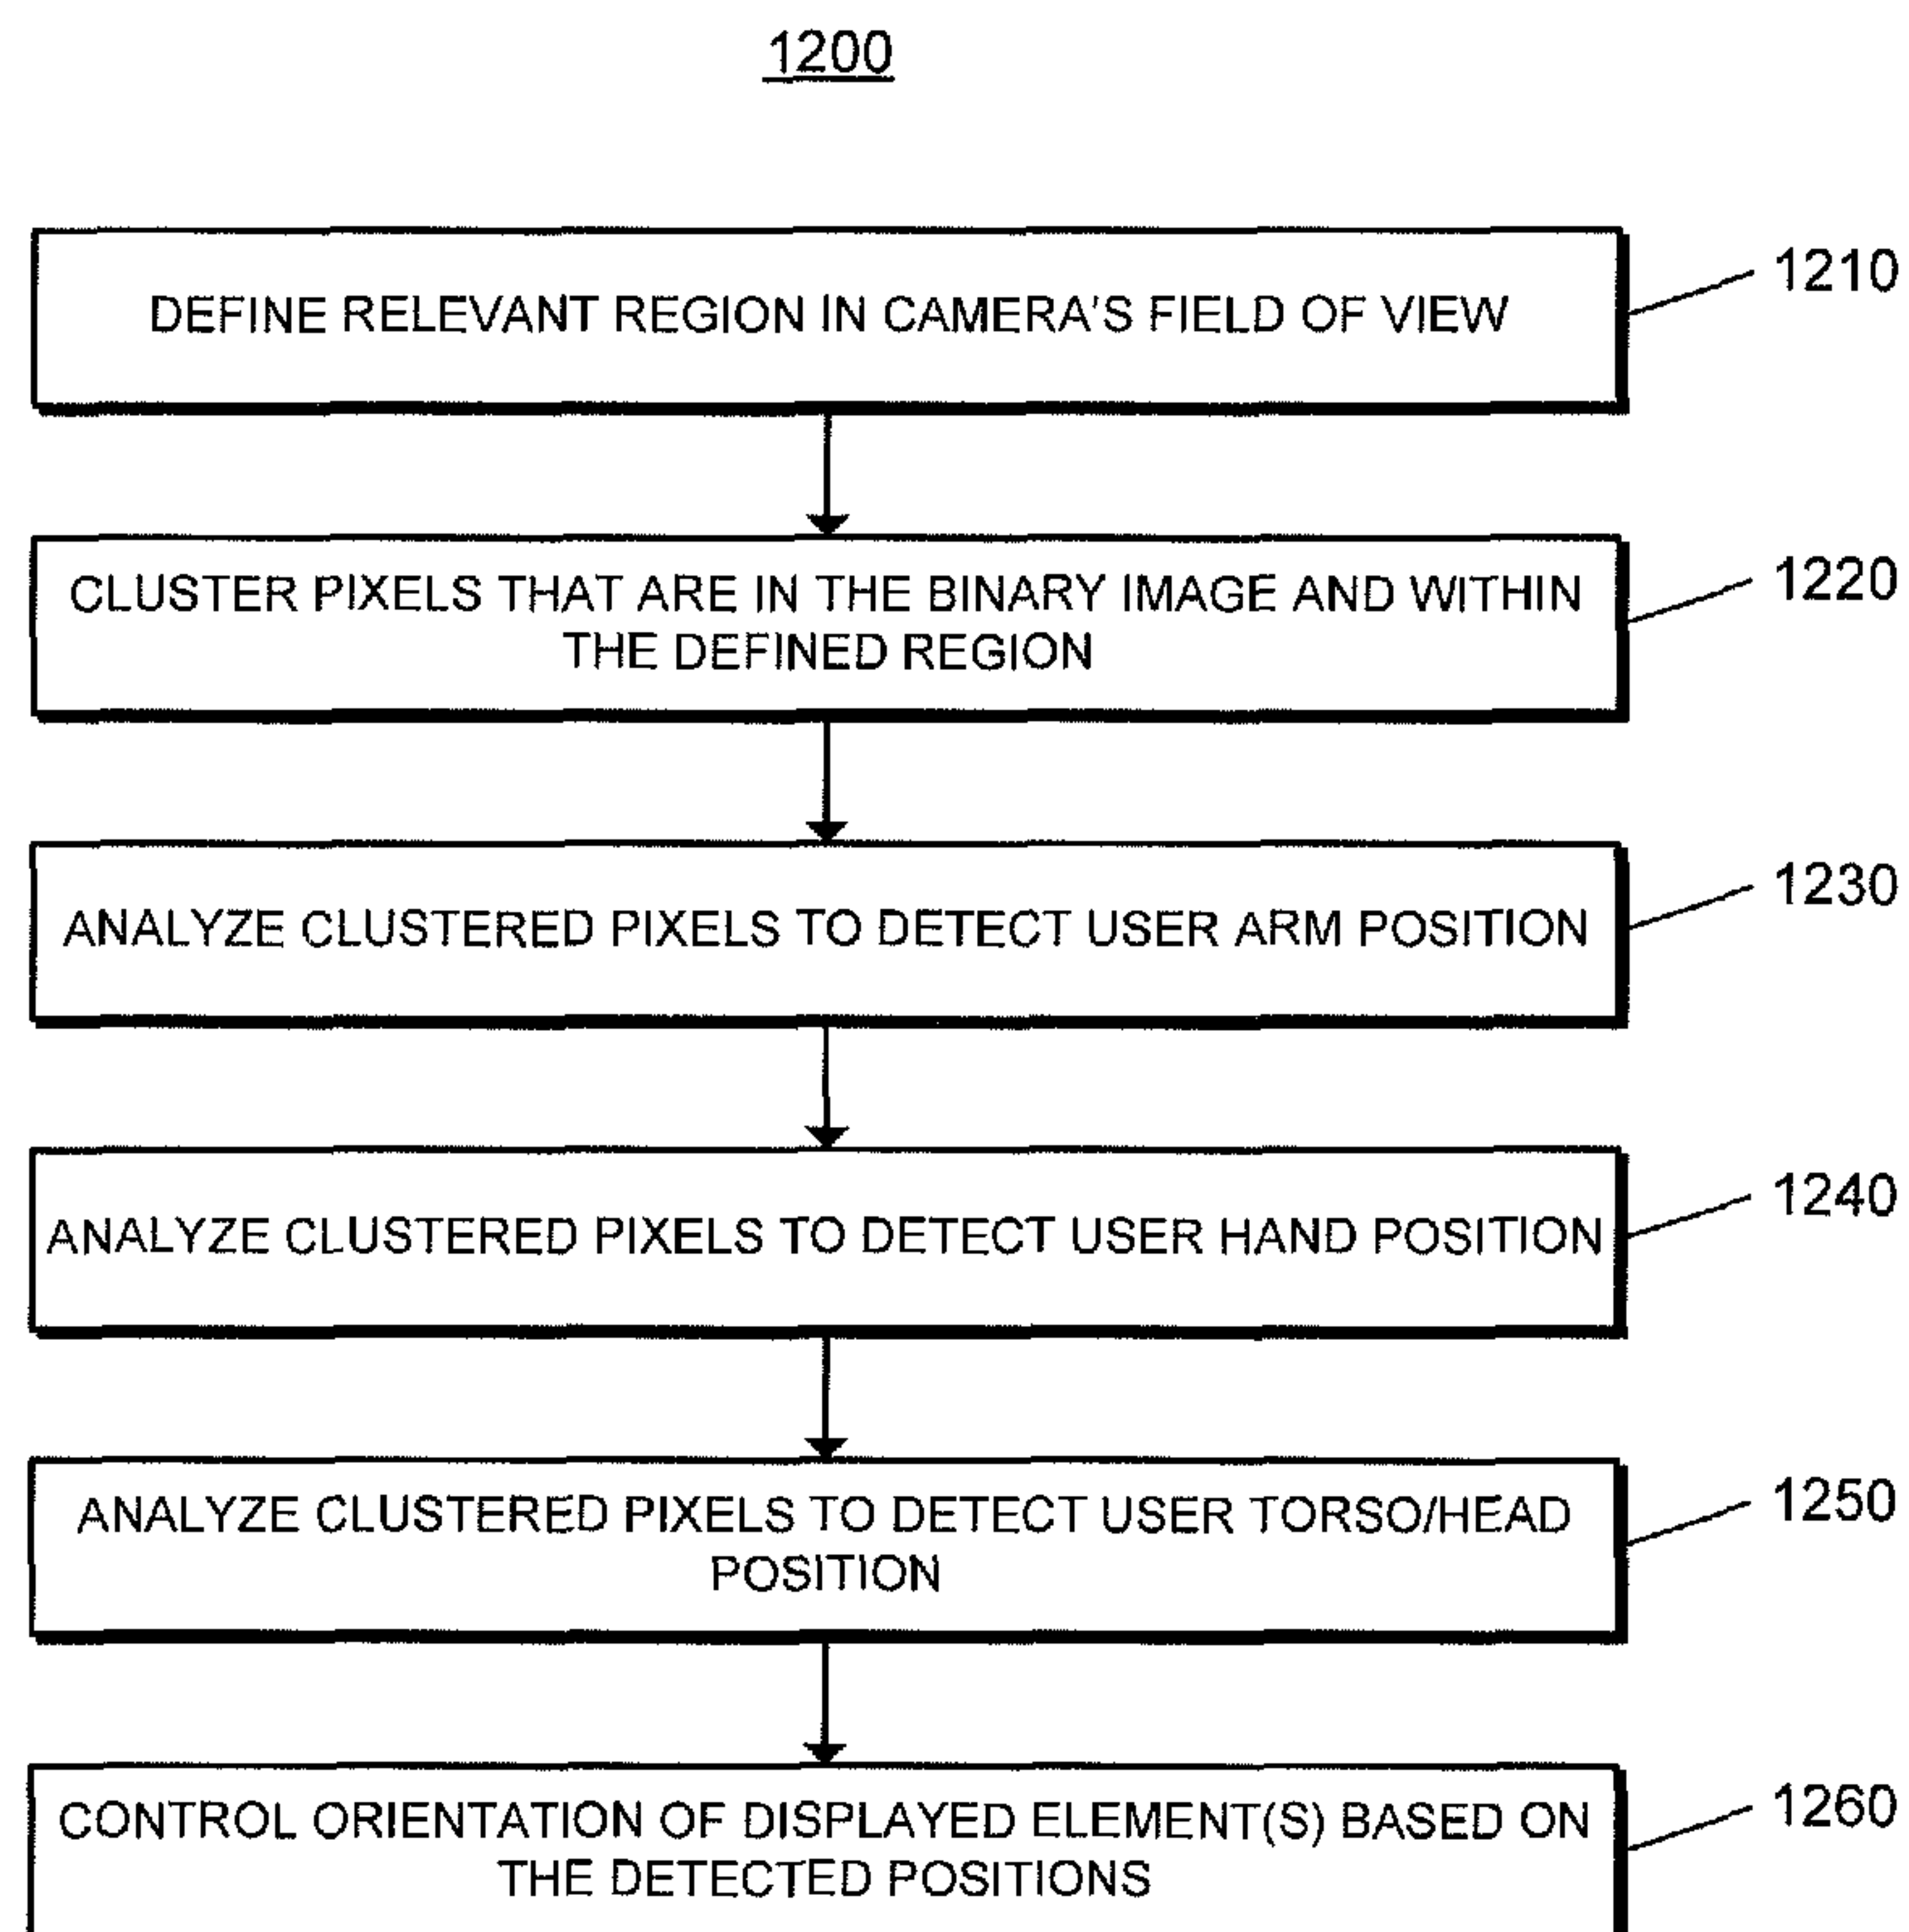 1200
DEFINE RELEVANT REGION IN CAMERA'S FIELD OF VIEW
1210
CLUSTER PIXELS THAT ARE IN THE BINARY IMAGE AND WITHIN
THE DEFINED REGION
1220
ANALYZE CLUSTERED PIXELS TO DETECT USER ARM POSITION
1230
ANALYZE CLUSTERED PIXELS TO DETECT USER HAND POSITION
1240
ANALYZE CLUSTERED PIXELS TO DETECT USER TORSO/HEAD
POSITION
1250
CONTROL ORIENTATION OF DISPLAYED ELEMENT(S) BASED ON
THE DETECTED POSITIONS
1260